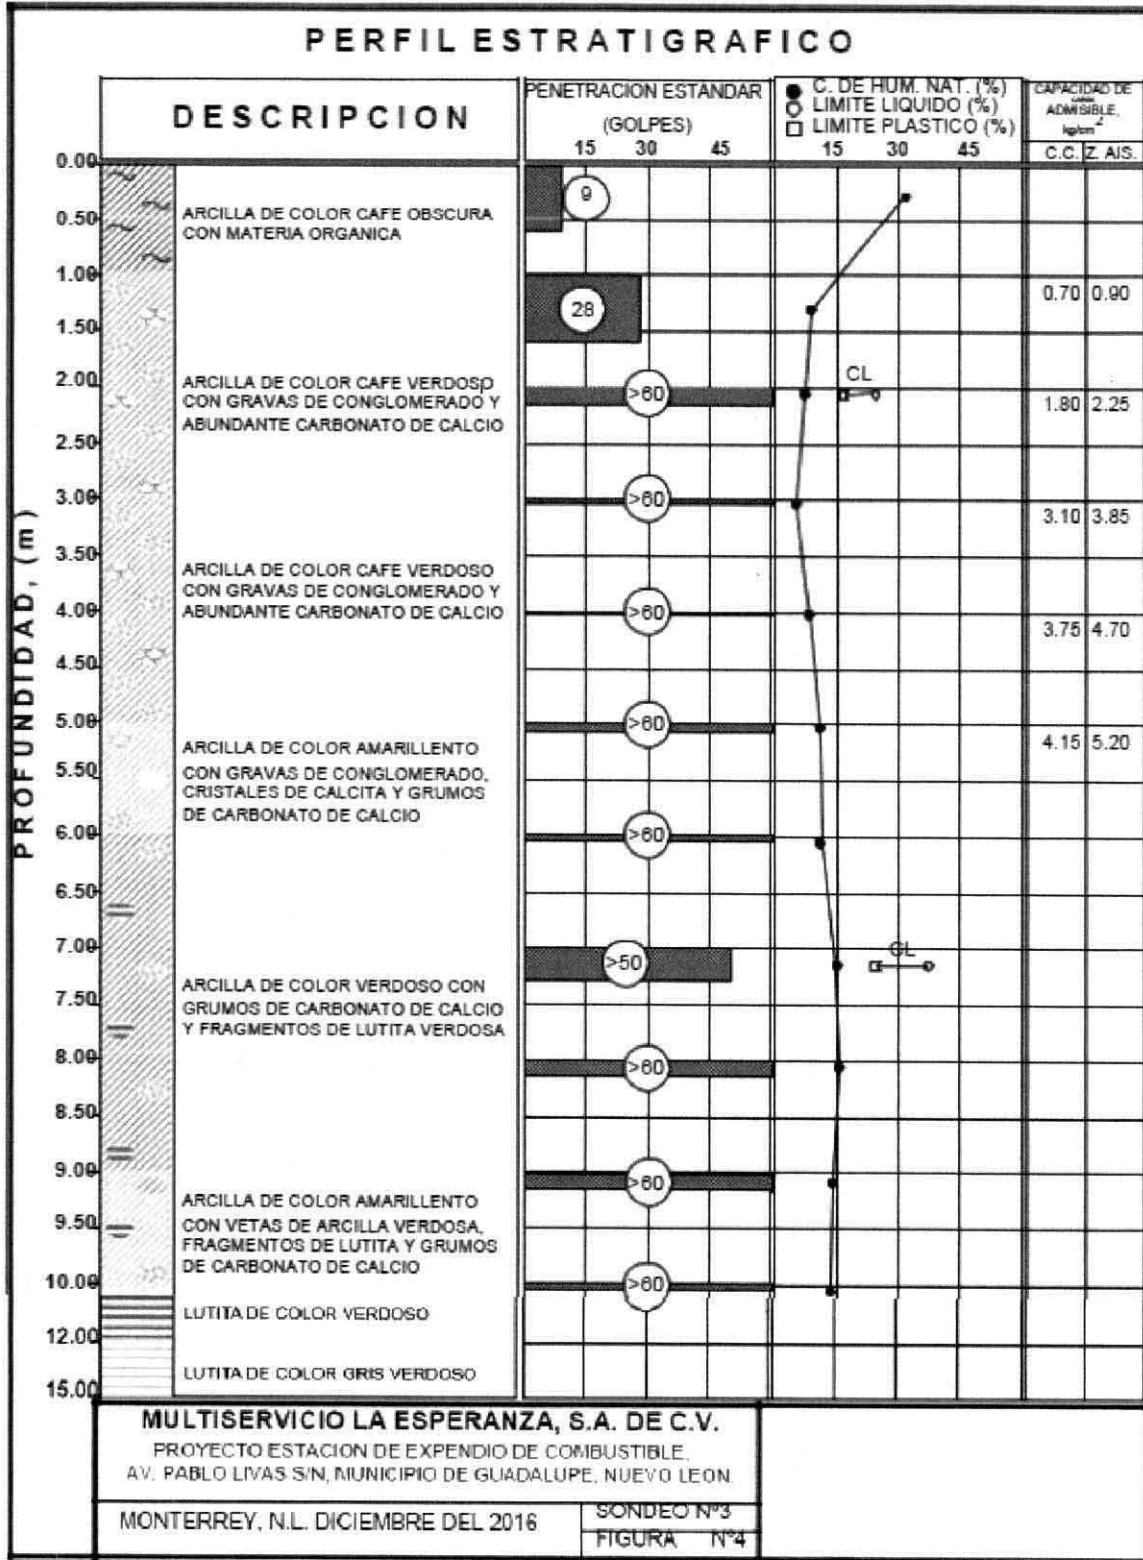 PERFIL ESTRATIGRAFICO
DESCRIPCION
PENETRACION ESTANDAR
(GOLPES)
15 30 45
C. DE HUM. NAT. (%)
LIMITE LIQUIDO (%)
LIMITE PLASTICO (%)
15 30 45
CAPACIDAD DE
ADMISIBLE,
kg/cm²
C.C. Z. AIS.
PROFUNDIDAD, (m)
0.00
0.50
1.00
1.50
2.00
2.50
3.00
3.50
4.00
4.50
5.00
5.50
6.00
6.50
7.00
7.50
8.00
8.50
9.00
9.50
10.00
12.00
15.00
ARCILLA DE COLOR CAFE OBSCURA
CON MATERIA ORGANICA
ARCILLA DE COLOR CAFE VERDOSO
CON GRAVAS DE CONGLOMERADO Y
ABUNDANTE CARBONATO DE CALCIO
ARCILLA DE COLOR CAFE VERDOSO
CON GRAVAS DE CONGLOMERADO Y
ABUNDANTE CARBONATO DE CALCIO
ARCILLA DE COLOR AMARILLENTO
CON GRAVAS DE CONGLOMERADO,
CRISTALES DE CALCITA Y GRUMOS
DE CARBONATO DE CALCIO
ARCILLA DE COLOR VERDOSO CON
GRUMOS DE CARBONATO DE CALCIO
Y FRAGMENTOS DE LUTITA VERDOSA
ARCILLA DE COLOR AMARILLENTO
CON VETAS DE ARCILLA VERDOSA,
FRAGMENTOS DE LUTITA Y GRUMOS
DE CARBONATO DE CALCIO
LUTITA DE COLOR VERDOSO
LUTITA DE COLOR GRIS VERDOSO
9
28
>60
>60
>60
>60
>60
>50
>60
>60
>60
CL
CL
0.70 0.90
1.80 2.25
3.10 3.85
3.75 4.70
4.15 5.20
MULTISERVICIO LA ESPERANZA, S.A. DE C.V.
PROYECTO ESTACION DE EXPENDIO DE COMBUSTIBLE,
AV. PABLO LIVAS S/N, MUNICIPIO DE GUADALUPE, NUEVO LEON.
MONTERREY, N.L. DICIEMBRE DEL 2016
SONDEO Nº3
FIGURA Nº4